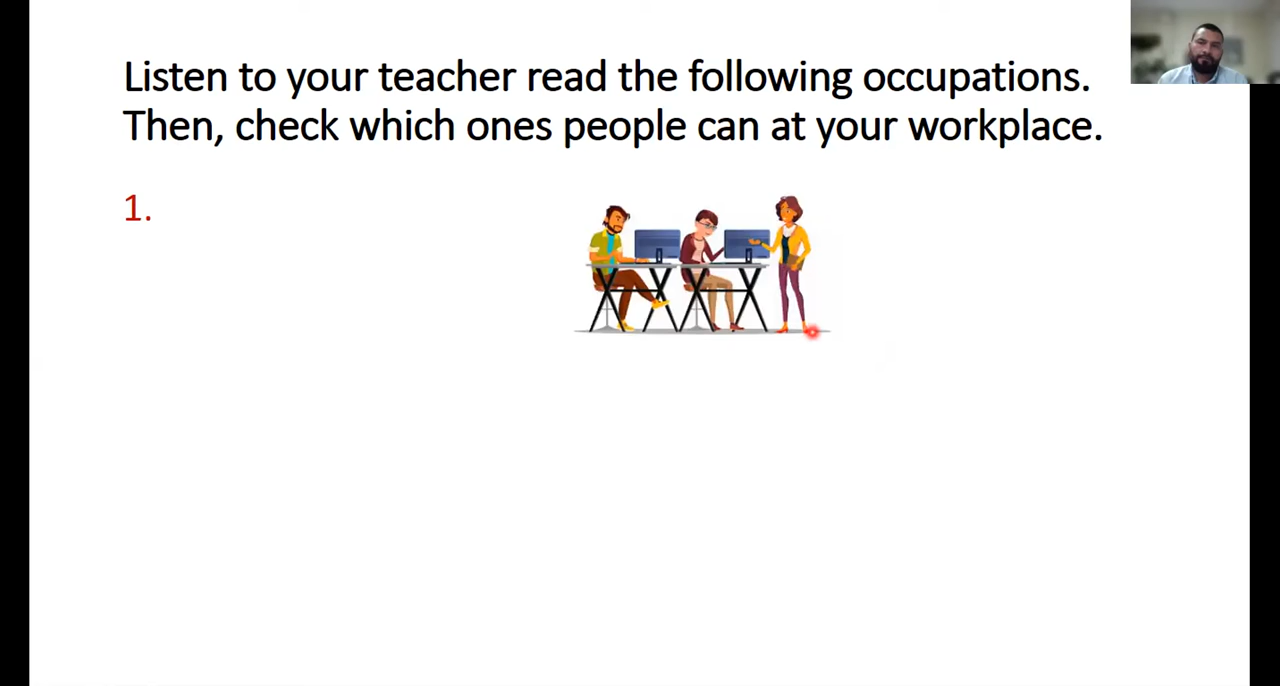 Listen to your teacher read the following occupations.
Then, check which ones people can at your workplace.
1.